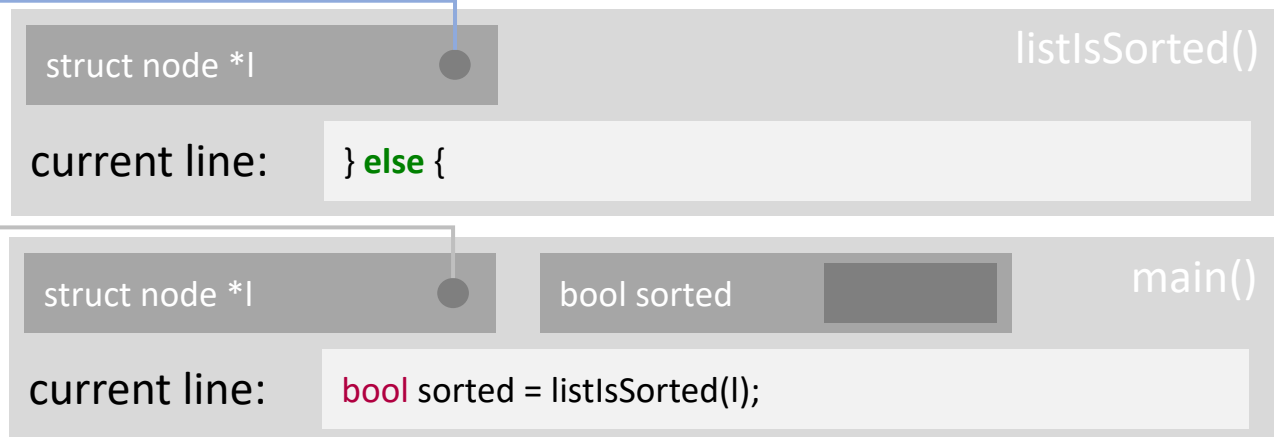 listIsSorted()
struct node *l
current line:
} else {
main()
struct node *l
bool sorted
current line:
bool sorted = listIsSorted(l);